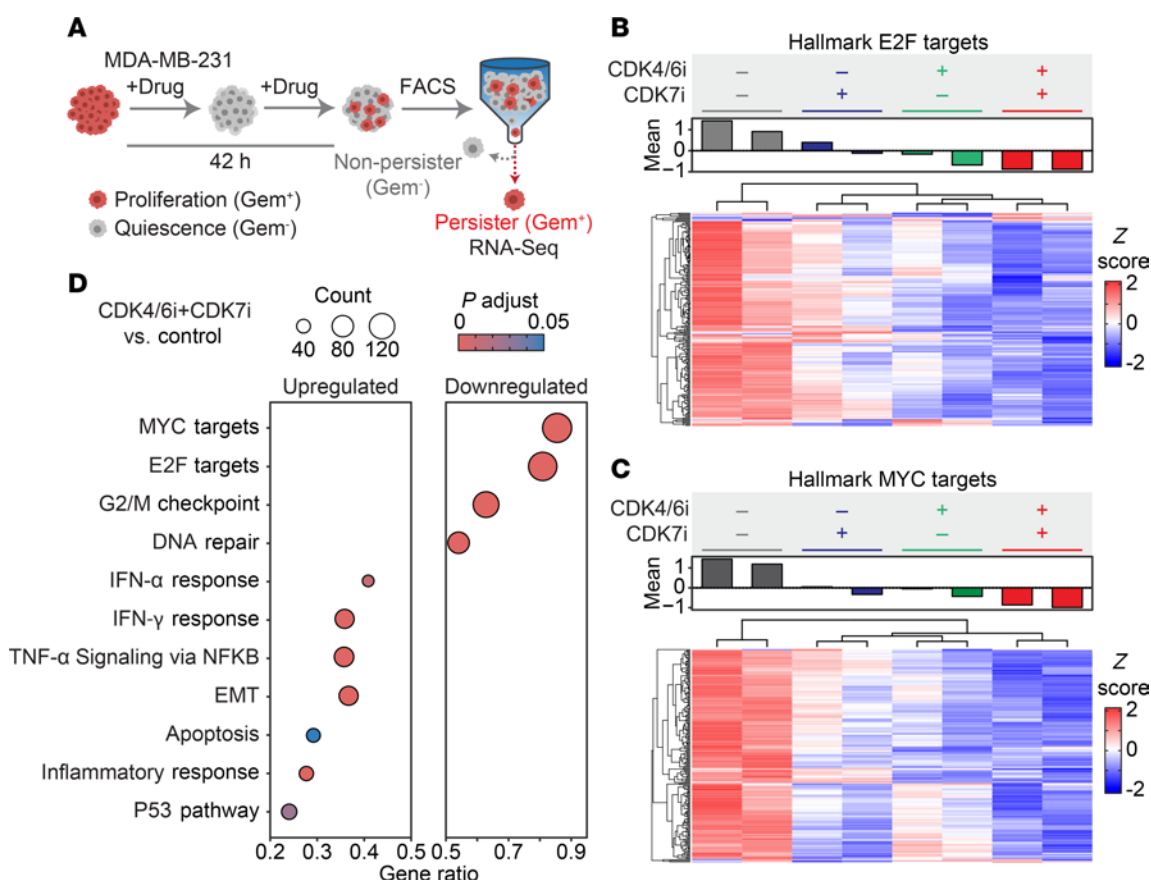 A
MDA-MB-231
+Drug +Drug FACS
42 h
Non-persister
(Gem⁻)
Proliferation (Gem⁺)
Quiescence (Gem⁻)
Persister (Gem⁺)
RNA-Seq
B
Hallmark E2F targets
CDK4/6i − − + +
CDK7i − + − +
Mean
1
0
−1
Z
score
2
0
-2
C
Hallmark MYC targets
CDK4/6i − − + +
CDK7i − + − +
Mean
1
0
−1
Z
score
2
0
-2
D
CDK4/6i+CDK7i
vs. control
Count
40 80 120
P adjust
0 0.05
Upregulated Downregulated
MYC targets
E2F targets
G2/M checkpoint
DNA repair
IFN-α response
IFN-γ response
TNF-α Signaling via NFKB
EMT
Apoptosis
Inflammatory response
P53 pathway
0.2 0.3 0.4 0.5 0.5 0.7 0.9
Gene ratio